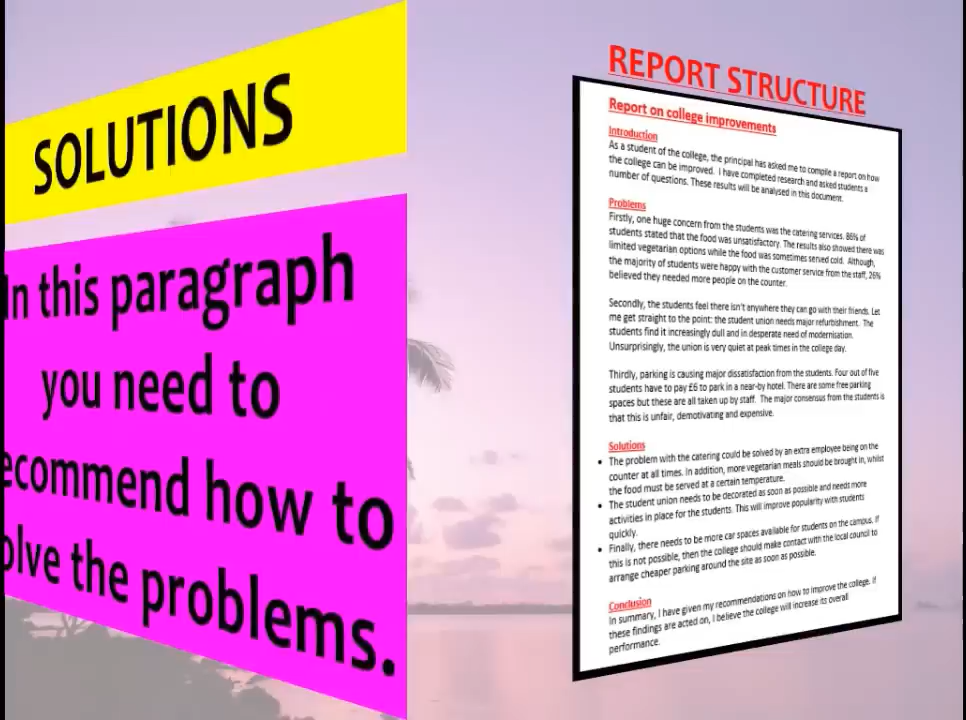 SOLUTIONS
In this paragraph
you need to
ecommend how to
olve the problems.
REPORT STRUCTURE
Report on college improvements
Introduction
As a student of the college, the principal has asked me to compile a report on how
the college can be improved. I have completed research and asked students a
number of questions. These results will be analysed in this document.
Problems
Firstly, one huge concern from the students was the catering services. 86% of
students stated that the food was unsatisfactory. The results also showed there was
limited vegetarian options while the food was sometimes served cold. Although,
the majority of students were happy with the customer service from the staff, 26%
believed they needed more people on the counter.
Secondly, the students feel there isn't anywhere they can go with their friends. Let
me get straight to the point: the student union needs major refurbishment. The
students find it increasingly dull and in desperate need of modernisation.
Unsurprisingly, the union is very quiet at peak times in the college day.
Thirdly, parking is causing major dissatisfaction from the students. Four out of five
students have to pay £6 to park in a near-by hotel. There are some free parking
spaces but these are all taken up by staff. The major consensus from the students is
that this is unfair, demotivating and expensive.
Solutions
• The problem with the catering could be solved by an extra employee being on the
counter at all times. In addition, more vegetarian meals should be brought in, whilst
the food must be served at a certain temperature.
• The student union needs to be decorated as soon as possible and needs more
activities in place for the students. This will improve popularity with students
quickly.
• Finally, there needs to be more car spaces available for students on the campus. If
this is not possible, then the college should make contact with the local council to
arrange cheaper parking around the site as soon as possible.
Conclusion
In summary, I have given my recommendations on how to improve the college. If
these findings are acted on, I believe the college will increase its overall
performance.